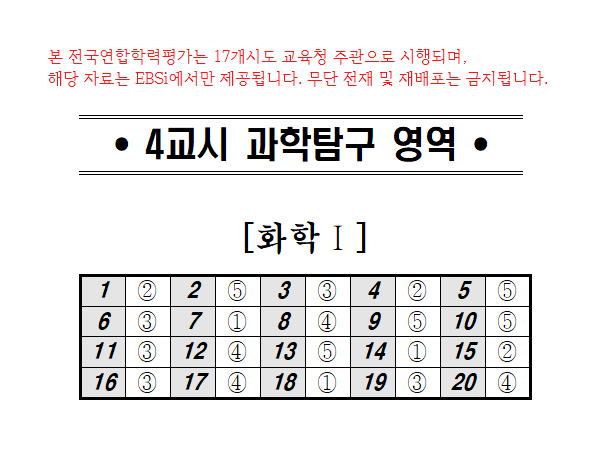 본 전국연합학력평가는 17개시도 교육청 주관으로 시행되며,
해당 자료는 EBSi에서만 제공됩니다. 무단 전재 및 재배포는 금지됩니다.
• 4교시 과학탐구 영역 •
[화학Ⅰ]
1 ② 2 ⑤ 3 ③ 4 ② 5 ⑤
6 ③ 7 ① 8 ④ 9 ⑤ 10 ⑤
11 ③ 12 ④ 13 ⑤ 14 ① 15 ②
16 ③ 17 ④ 18 ① 19 ③ 20 ④